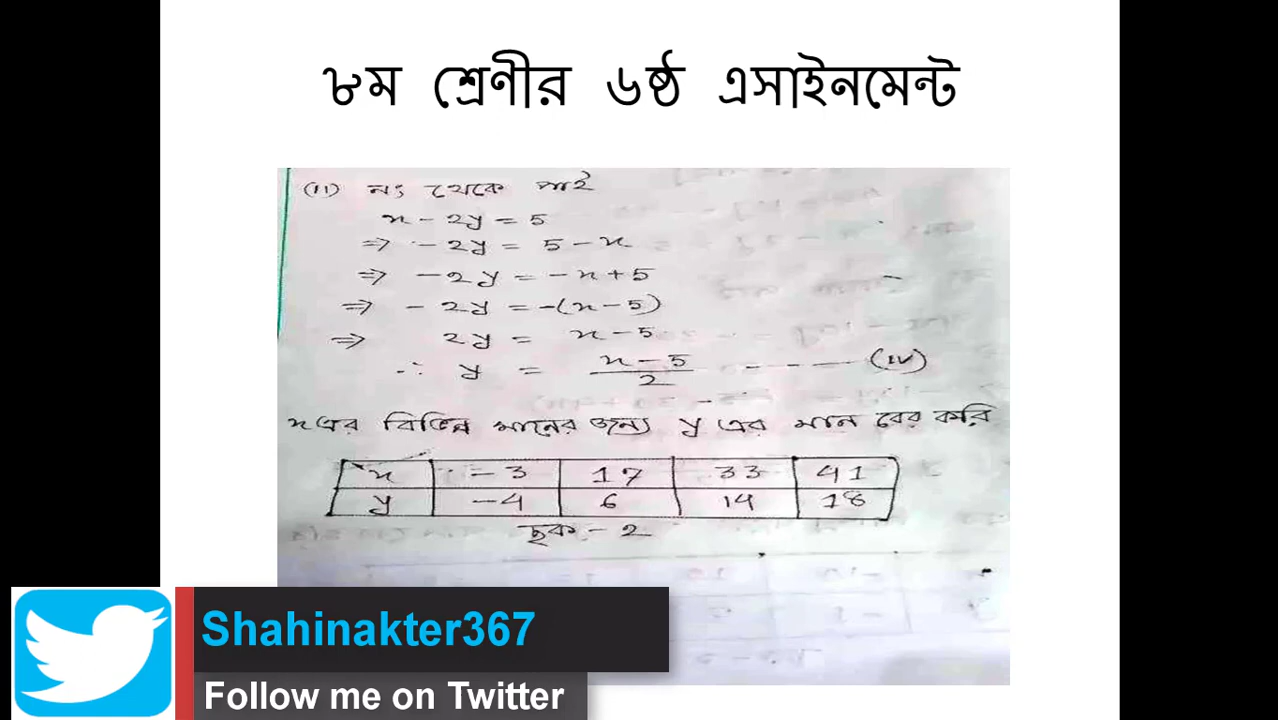 ৮ম শ্রেণীর ৬ষ্ঠ এসাইনমেন্ট
(ii) নং থেকে পাই
x - 2y = 5
⇒ - 2y = 5 - x
⇒ - 2y = - x + 5
⇒ - 2y = -(x - 5)
⇒ 2y = x - 5
∴ y = (x - 5)/2 - - - - (iv)
x এর বিভিন্ন মানের জন্য y এর মান বের করি
x -3 17 33 41
y -4 6 14 18
ছক - 2
Shahinakter367
Follow me on Twitter